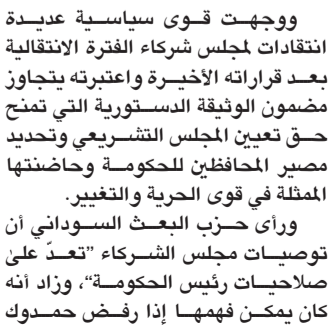 ووجهت قوى سياسية عديدة
انتقادات لمجلس شركاء الفترة الانتقالية
بعد قراراته الأخيرة واعتبرته يتجاوز
مضمون الوثيقة الدستورية التي تمنح
حق تعيين المجلس التشريعي وتحديد
مصير المحافظين للحكومة وحاضنتها
الممثلة في قوى الحرية والتغيير.
ورأى حزب البعث السوداني أن
توصيات مجلس الشركاء ”تعدّ على
صلاحيات رئيس الحكومة“، وزاد أنه
كان يمكن فهمها إذا رفض حمدوك